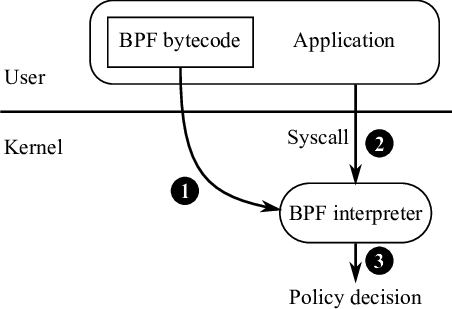 BPF bytecode
Application
User
Kernel
Syscall
2
1
BPF interpreter
3
Policy decision